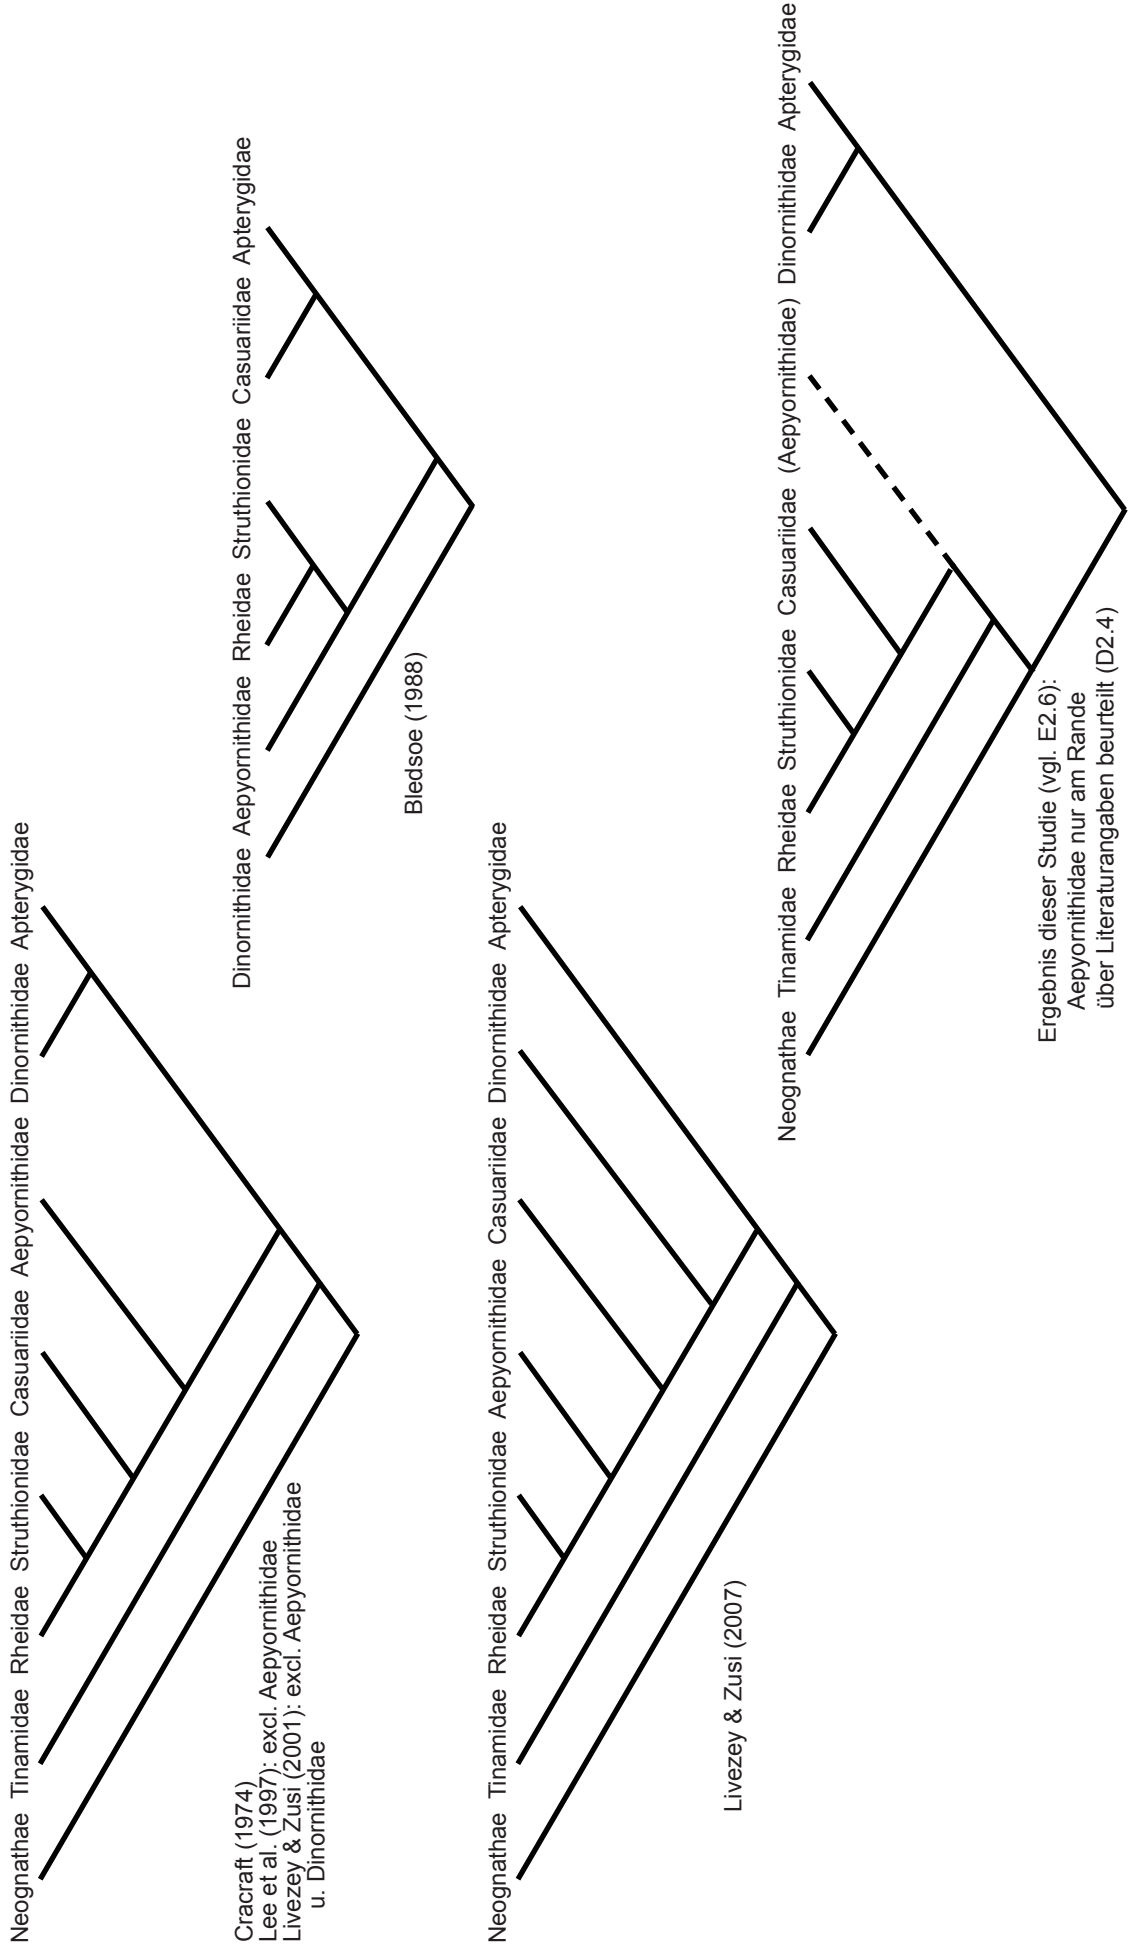 Neognathae Tinamidae Rheidae Struthionidae Casuariidae Aepyornithidae Dinornithidae Apterygidae
Cracraft (1974)
Lee et al. (1997): excl. Aepyornithidae
Livezey & Zusi (2001): excl. Aepyornithidae
u. Dinornithidae
Dinornithidae Aepyornithidae Rheidae Struthionidae Casuariidae Apterygidae
Bledsoe (1988)
Neognathae Tinamidae Rheidae Struthionidae Aepyornithidae Casuariidae Dinornithidae Apterygidae
Livezey & Zusi (2007)
Neognathae Tinamidae Rheidae Struthionidae Casuariidae (Aepyornithidae) Dinornithidae Apterygidae
Ergebnis dieser Studie (vgl. E2.6):
Aepyornithidae nur am Rande
über Literaturangaben beurteilt (D2.4)